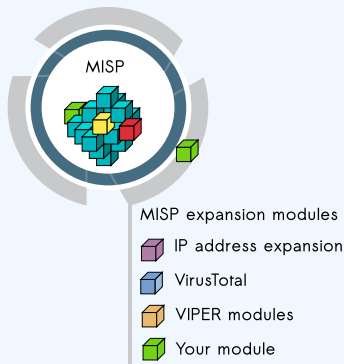 MISP
MISP expansion modules
IP address expansion
VirusTotal
VIPER modules
Your module